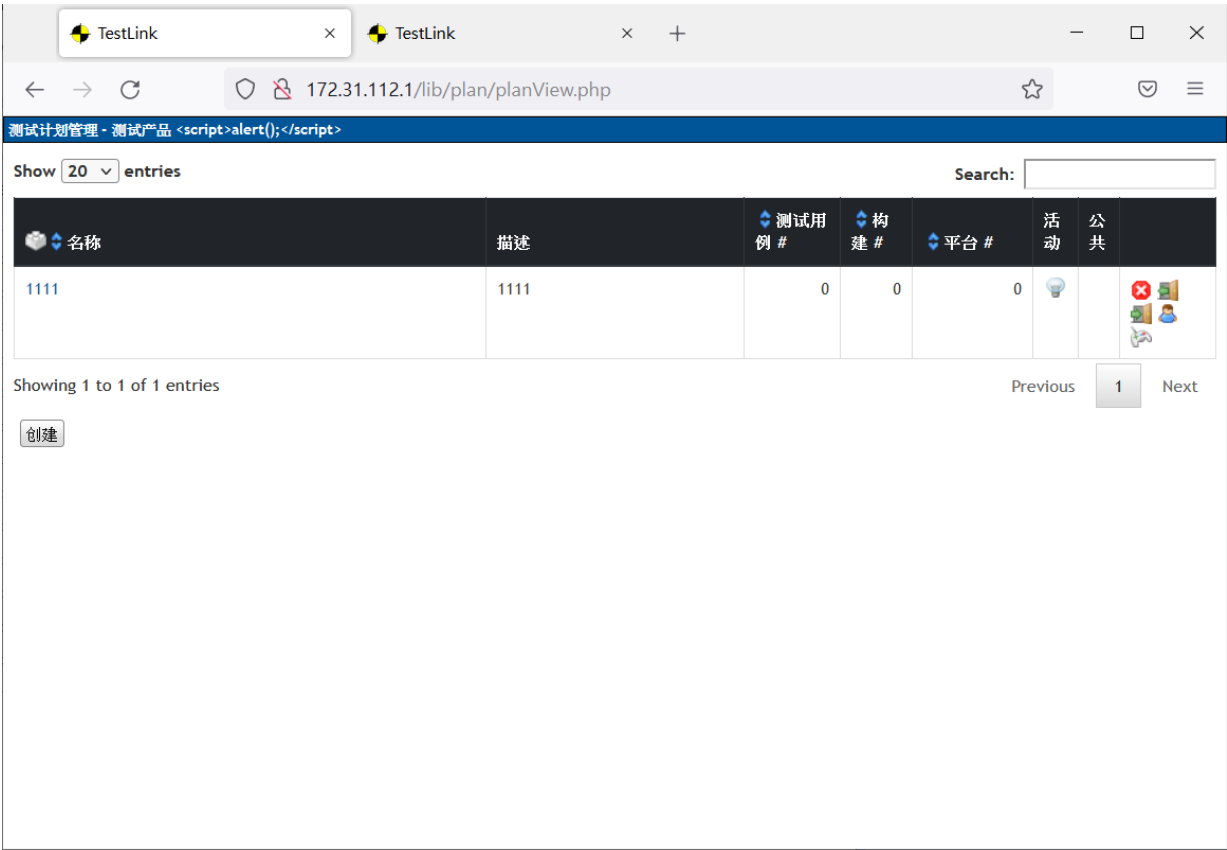 TestLink
TestLink
172.31.112.1/lib/plan/planView.php
测试计划管理 - 测试产品 <script>alert();</script>
Show 20 entries
Search:
名称 描述 测试用例 # 构建 # 平台 # 活动 公共
1111 1111 0 0 0
Showing 1 to 1 of 1 entries
Previous 1 Next
创建